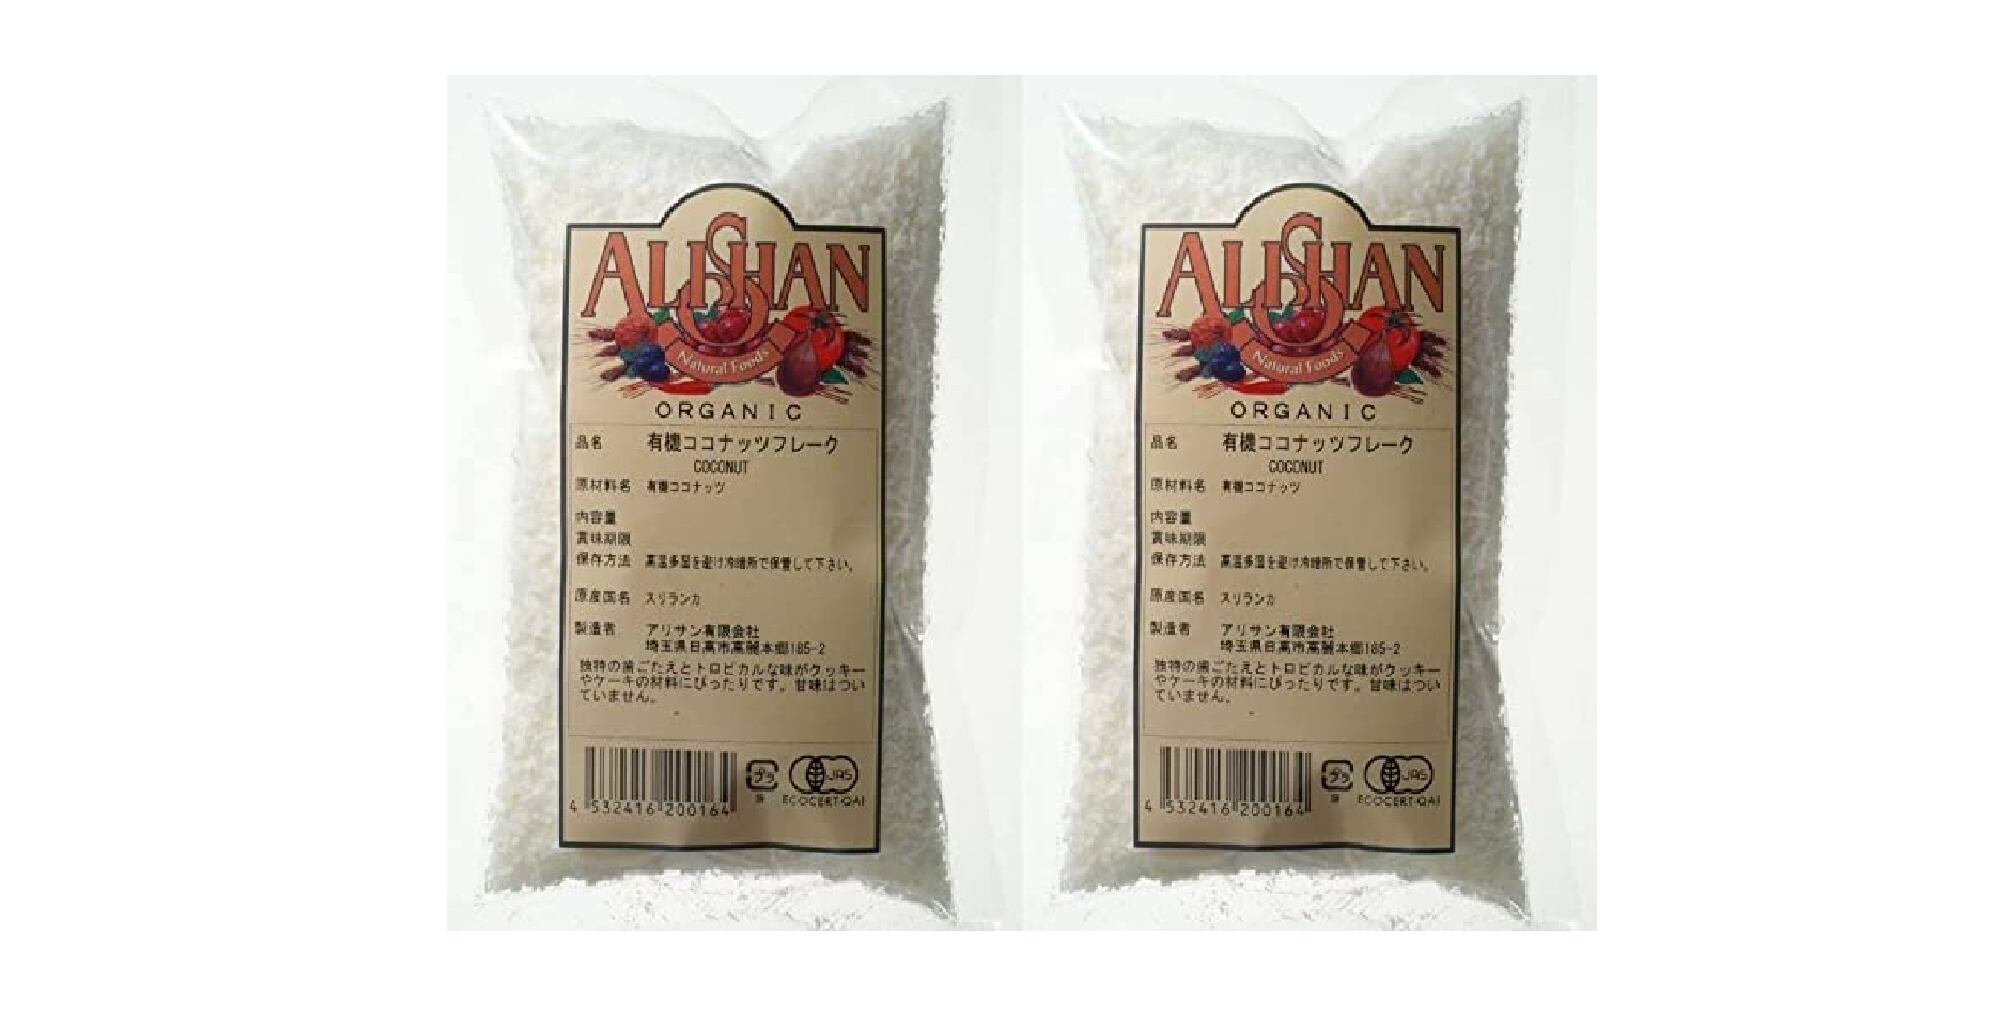 ALISHAN
Natural Foods
ORGANIC
品名 有機ココナッツフレーク
COCONUT
原材料名 有機ココナッツ
内容量
賞味期限
保存方法 高温多湿を避け冷暗所で保管して下さい。
原産国名 スリランカ
製造者 アリサン有限会社
埼玉県日高市高麗本郷185-2
独特の歯ごたえとトロピカルな味がクッキー
やケーキの材料にぴったりです。甘味はつい
ていません。
プラ
JAS
4 532416 200164
ECOCERT-QAI
ALISHAN
Natural Foods
ORGANIC
品名 有機ココナッツフレーク
COCONUT
原材料名 有機ココナッツ
内容量
賞味期限
保存方法 高温多湿を避け冷暗所で保管して下さい。
原産国名 スリランカ
製造者 アリサン有限会社
埼玉県日高市高麗本郷185-2
独特の歯ごたえとトロピカルな味がクッキー
やケーキの材料にぴったりです。甘味はつい
ていません。
プラ
JAS
4 532416 200164
ECOCERT-QAI